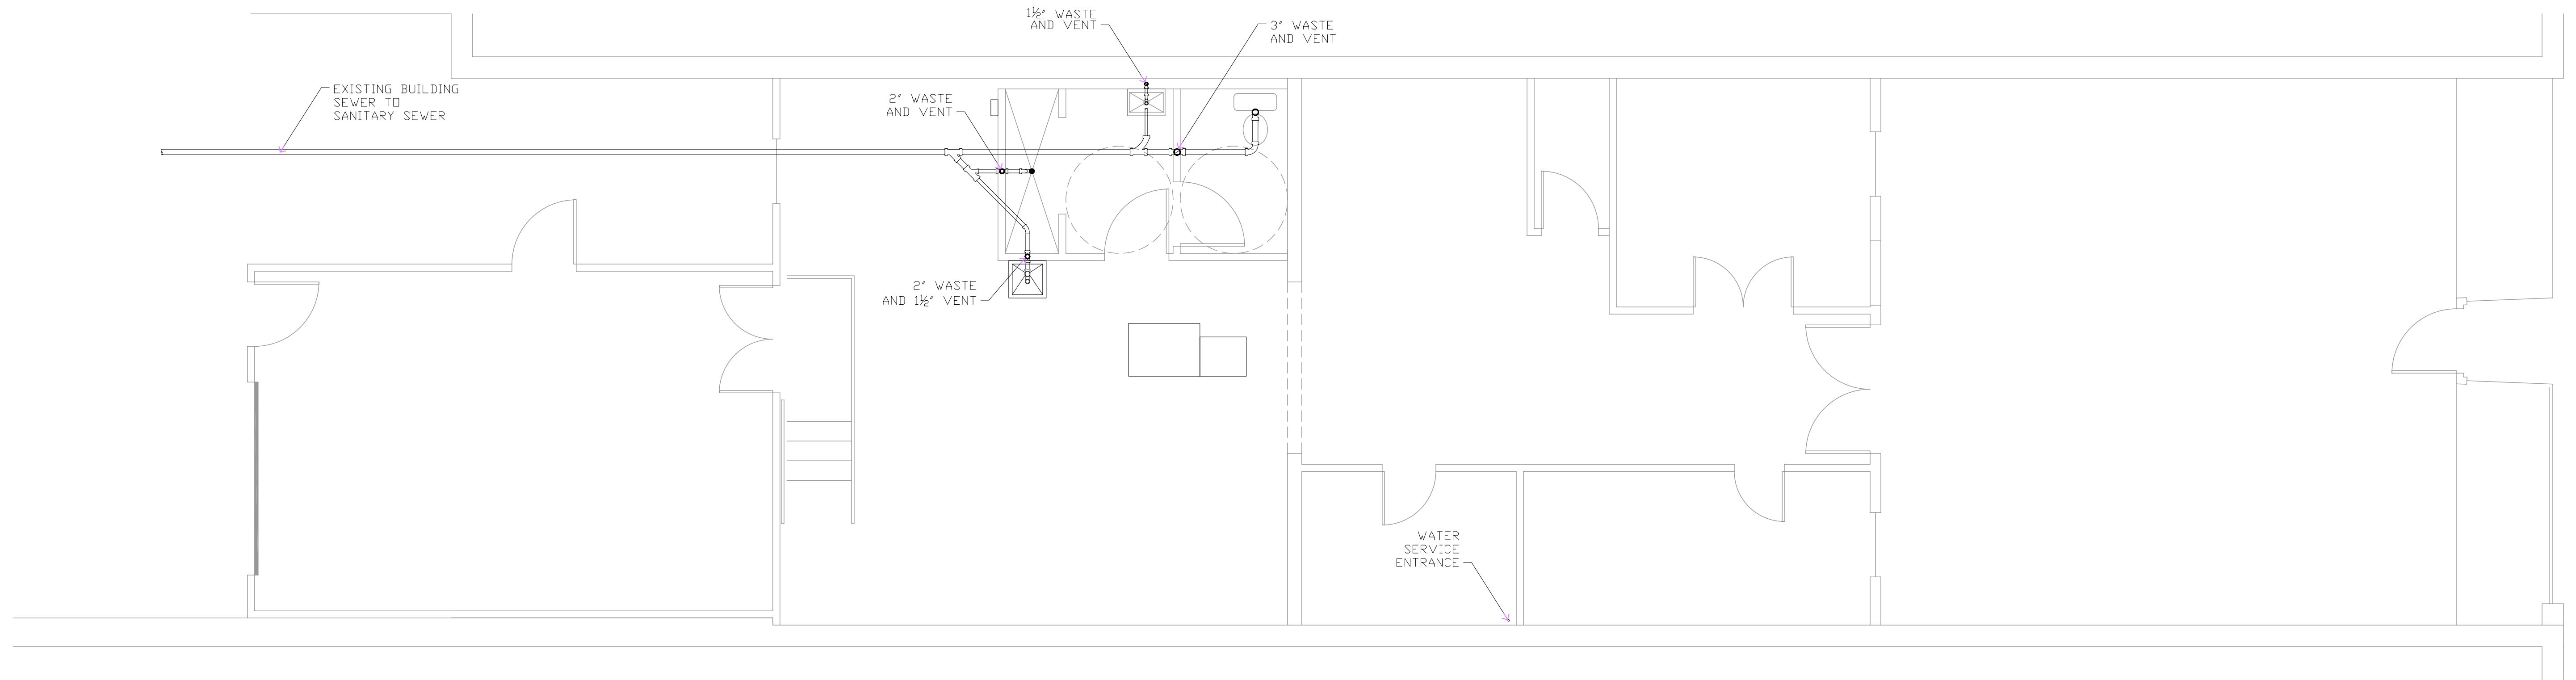 1½" WASTE
AND VENT
3" WASTE
AND VENT
EXISTING BUILDING
SEWER TO
SANITARY SEWER
2" WASTE
AND VENT
2" WASTE
AND 1½" VENT
WATER
SERVICE
ENTRANCE